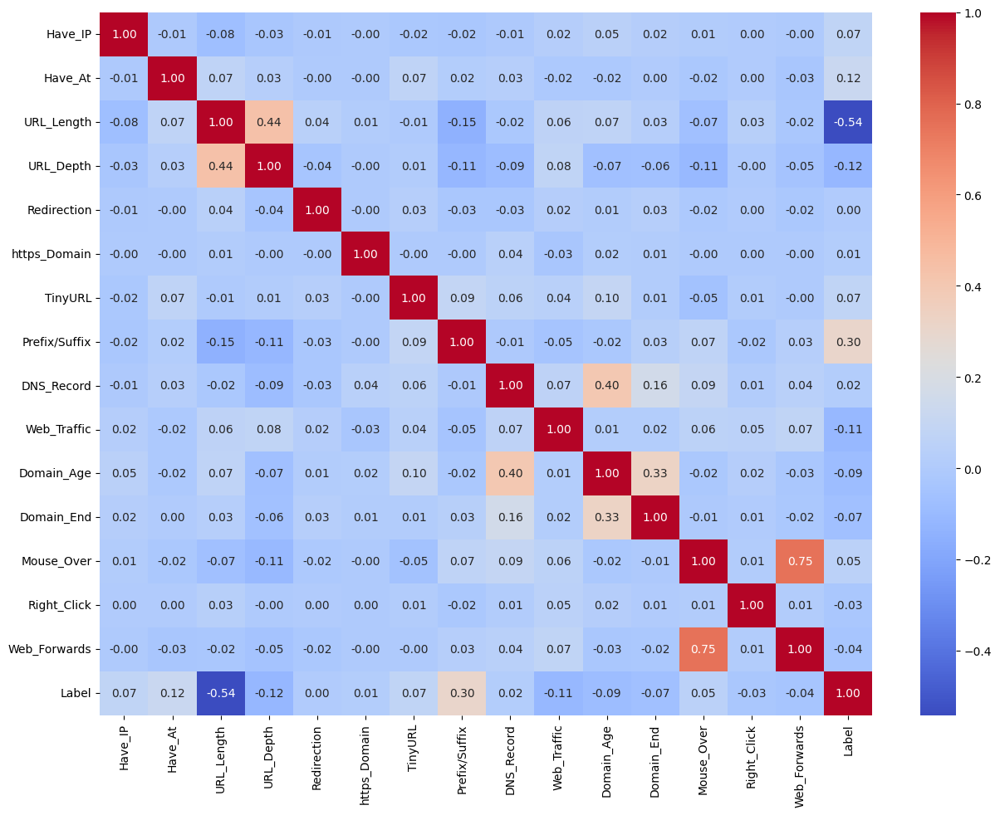 Have_IP 1.00 -0.01 -0.08 -0.03 -0.01 -0.00 -0.02 -0.02 -0.01 0.02 0.05 0.02 0.01 0.00 -0.00 0.07
Have_At -0.01 1.00 0.07 0.03 -0.00 -0.00 0.07 0.02 0.03 -0.02 -0.02 0.00 -0.02 0.00 -0.03 0.12
URL_Length -0.08 0.07 1.00 0.44 0.04 0.01 -0.01 -0.15 -0.02 0.06 0.07 0.03 -0.07 0.03 -0.02 -0.54
URL_Depth -0.03 0.03 0.44 1.00 -0.04 -0.00 0.01 -0.11 -0.09 0.08 -0.07 -0.06 -0.11 -0.00 -0.05 -0.12
Redirection -0.01 -0.00 0.04 -0.04 1.00 -0.00 0.03 -0.03 -0.03 0.02 0.01 0.03 -0.02 0.00 -0.02 0.00
https_Domain -0.00 -0.00 0.01 -0.00 -0.00 1.00 -0.00 -0.00 0.04 -0.03 0.02 0.01 -0.00 0.00 -0.00 0.01
TinyURL -0.02 0.07 -0.01 0.01 0.03 -0.00 1.00 0.09 0.06 0.04 0.10 0.01 -0.05 0.01 -0.00 0.07
Prefix/Suffix -0.02 0.02 -0.15 -0.11 -0.03 -0.00 0.09 1.00 -0.01 -0.05 -0.02 0.03 0.07 -0.02 0.03 0.30
DNS_Record -0.01 0.03 -0.02 -0.09 -0.03 0.04 0.06 -0.01 1.00 0.07 0.40 0.16 0.09 0.01 0.04 0.02
Web_Traffic 0.02 -0.02 0.06 0.08 0.02 -0.03 0.04 -0.05 0.07 1.00 0.01 0.02 0.06 0.05 0.07 -0.11
Domain_Age 0.05 -0.02 0.07 -0.07 0.01 0.02 0.10 -0.02 0.40 0.01 1.00 0.33 -0.02 0.02 -0.03 -0.09
Domain_End 0.02 0.00 0.03 -0.06 0.03 0.01 0.01 0.03 0.16 0.02 0.33 1.00 -0.01 0.01 -0.02 -0.07
Mouse_Over 0.01 -0.02 -0.07 -0.11 -0.02 -0.00 -0.05 0.07 0.09 0.06 -0.02 -0.01 1.00 0.01 0.75 0.05
Right_Click 0.00 0.00 0.03 -0.00 0.00 0.00 0.01 -0.02 0.01 0.05 0.02 0.01 0.01 1.00 0.01 -0.03
Web_Forwards -0.00 -0.03 -0.02 -0.05 -0.02 -0.00 -0.00 0.03 0.04 0.07 -0.03 -0.02 0.75 0.01 1.00 -0.04
Label 0.07 0.12 -0.54 -0.12 0.00 0.01 0.07 0.30 0.02 -0.11 -0.09 -0.07 0.05 -0.03 -0.04 1.00
Have_IP
Have_At
URL_Length
URL_Depth
Redirection
https_Domain
TinyURL
Prefix/Suffix
DNS_Record
Web_Traffic
Domain_Age
Domain_End
Mouse_Over
Right_Click
Web_Forwards
Label
1.0
0.8
0.6
0.4
0.2
0.0
−0.2
−0.4